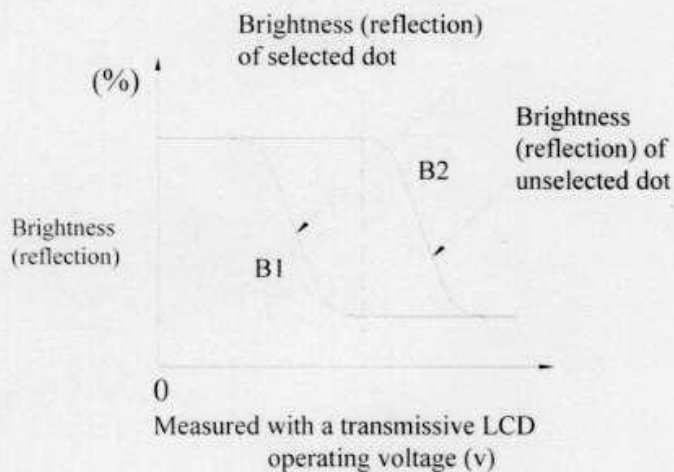 Brightness (reflection)
of selected dot
(%)
Brightness
(reflection) of
unselected dot
B2
Brightness
(reflection)
B1
0
Measured with a transmissive LCD
operating voltage (v)